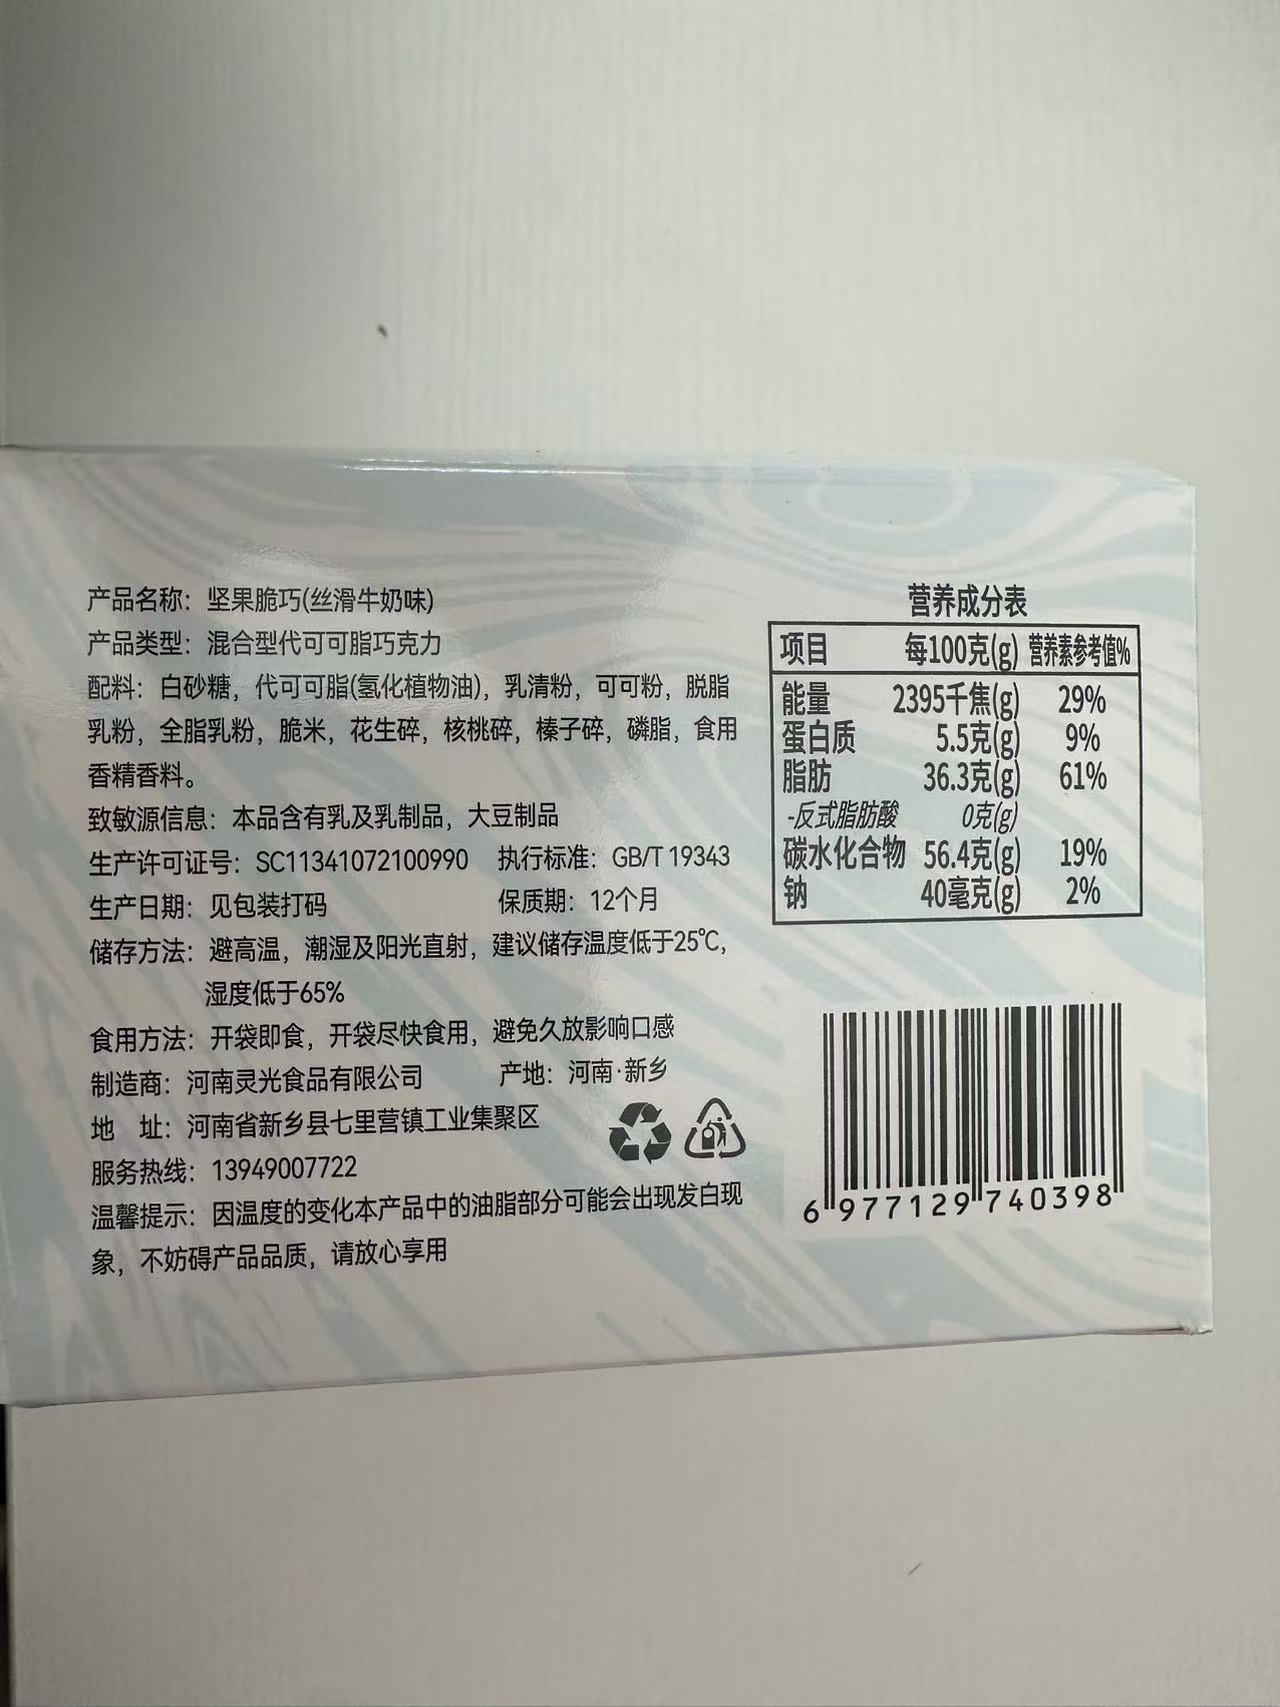 产品名称：坚果脆巧(丝滑牛奶味)
产品类型：混合型代可可脂巧克力
配料：白砂糖，代可可脂(氢化植物油)，乳清粉，可可粉，脱脂
乳粉，全脂乳粉，脆米，花生碎，核桃碎，榛子碎，磷脂，食用
香精香料。
致敏源信息：本品含有乳及乳制品，大豆制品
生产许可证号：SC11341072100990 执行标准：GB/T 19343
生产日期：见包装打码 保质期：12个月
储存方法：避高温，潮湿及阳光直射，建议储存温度低于25℃，
湿度低于65%
食用方法：开袋即食，开袋尽快食用，避免久放影响口感
制造商：河南灵光食品有限公司 产地：河南·新乡
地 址：河南省新乡县七里营镇工业集聚区
服务热线：13949007722
温馨提示：因温度的变化本产品中的油脂部分可能会出现发白现
象，不妨碍产品品质，请放心享用
营养成分表
项目 每100克(g) 营养素参考值%
能量 2395千焦(g) 29%
蛋白质 5.5克(g) 9%
脂肪 36.3克(g) 61%
-反式脂肪酸 0克(g)
碳水化合物 56.4克(g) 19%
钠 40毫克(g) 2%
6 977129 740398